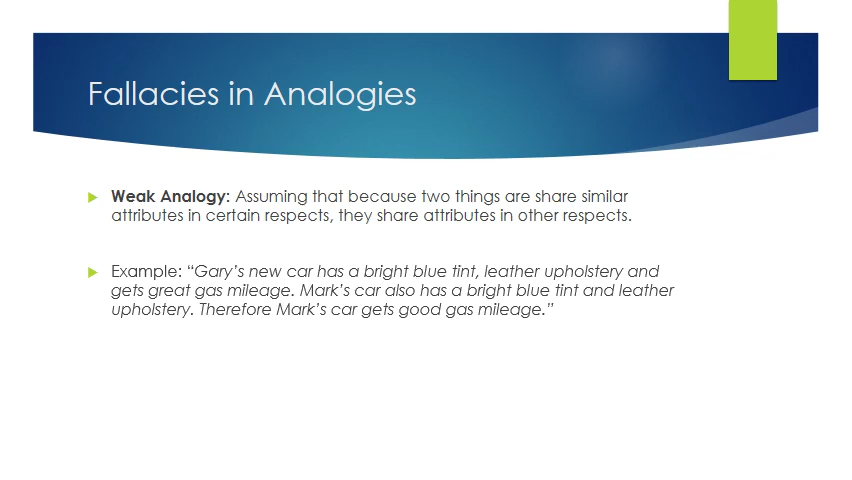 Fallacies in Analogies
Weak Analogy: Assuming that because two things are share similar
attributes in certain respects, they share attributes in other respects.
Example: “Gary’s new car has a bright blue tint, leather upholstery and
gets great gas mileage. Mark’s car also has a bright blue tint and leather
upholstery. Therefore Mark’s car gets good gas mileage.”